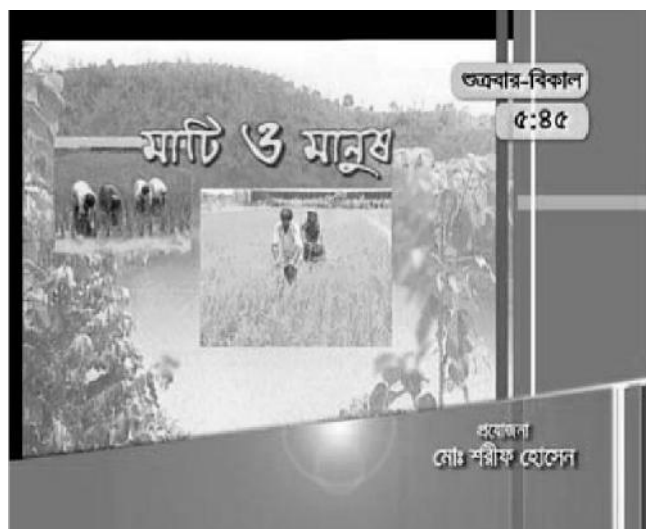 শুক্রবার-বিকাল
৫:৪৫
মাটি ও মানুষ
প্রযোজনা
মোঃ শরীফ হোসেন